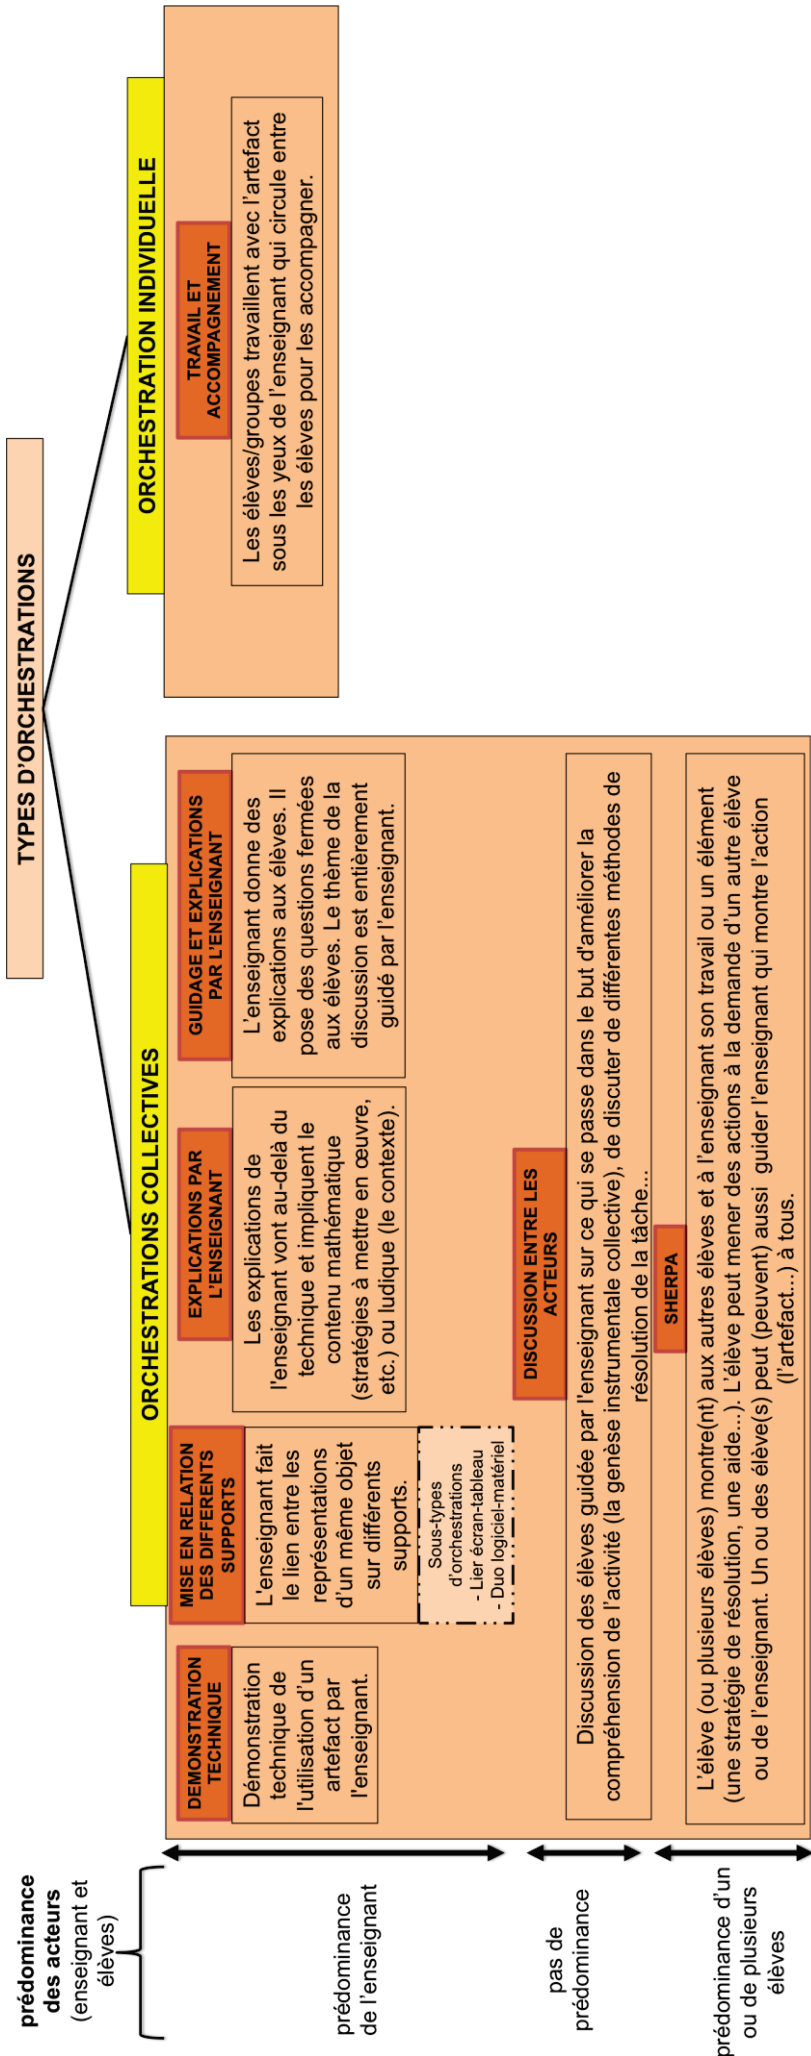 TYPES D'ORCHESTRATIONS
ORCHESTRATIONS COLLECTIVES
ORCHESTRATION INDIVIDUELLE
prédominance
des acteurs
(enseignant et
élèves)
prédominance
de l'enseignant
DEMONSTRATION
TECHNIQUE
Démonstration
technique de
l'utilisation d'un
artefact par
l'enseignant.
MISE EN RELATION
DES DIFFERENTS
SUPPORTS
L'enseignant fait
le lien entre les
représentations
d'un même objet
sur différents
supports.
Sous-types
d'orchestrations
- Lier écran-tableau
- Duo logiciel-matériel
EXPLICATIONS PAR
L'ENSEIGNANT
Les explications de
l'enseignant vont au-delà du
technique et impliquent le
contenu mathématique
(stratégies à mettre en œuvre,
etc.) ou ludique (le contexte).
GUIDAGE ET EXPLICATIONS
PAR L'ENSEIGNANT
L'enseignant donne des
explications aux élèves. Il
pose des questions fermées
aux élèves. Le thème de la
discussion est entièrement
guidé par l'enseignant.
TRAVAIL ET
ACCOMPAGNEMENT
Les élèves/groupes travaillent avec l'artefact
sous les yeux de l'enseignant qui circule entre
les élèves pour les accompagner.
pas de
prédominance
DISCUSSION ENTRE LES
ACTEURS
Discussion des élèves guidée par l'enseignant sur ce qui se passe dans le but d'améliorer la
compréhension de l'activité (la genèse instrumentale collective), de discuter de différentes méthodes de
résolution de la tâche...
prédominance d'un
ou de plusieurs
élèves
SHERPA
L'élève (ou plusieurs élèves) montre(nt) aux autres élèves et à l'enseignant son travail ou un élément
(une stratégie de résolution, une aide...). L'élève peut mener des actions à la demande d'un autre élève
ou de l'enseignant. Un ou des élève(s) peut (peuvent) aussi guider l'enseignant qui montre l'action
(l'artefact...) à tous.